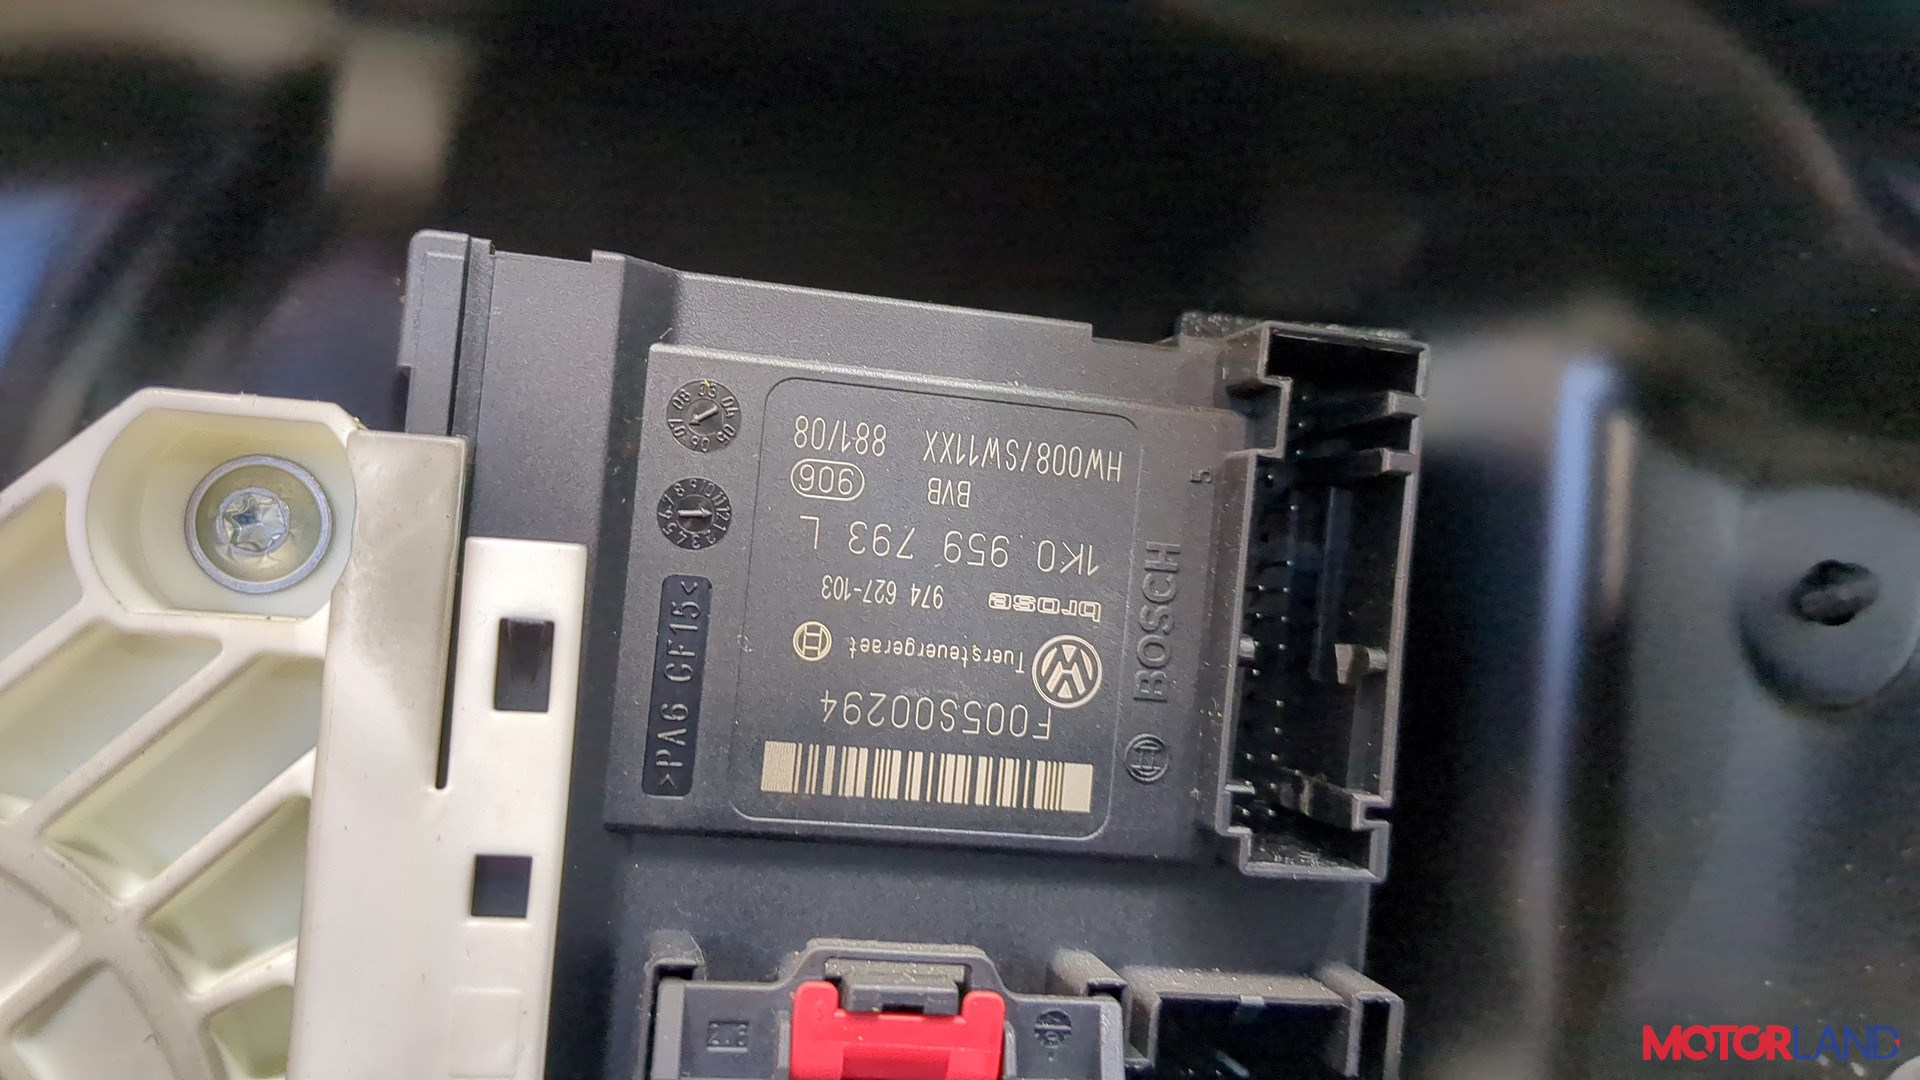 F005S00294
Tuersteuergeraet
brose 974 627-103
1K0 959 793 L
BVB 906
HW008/SW11XX 881/08
BOSCH
5
>PA6 GF15<
MOTORLAND